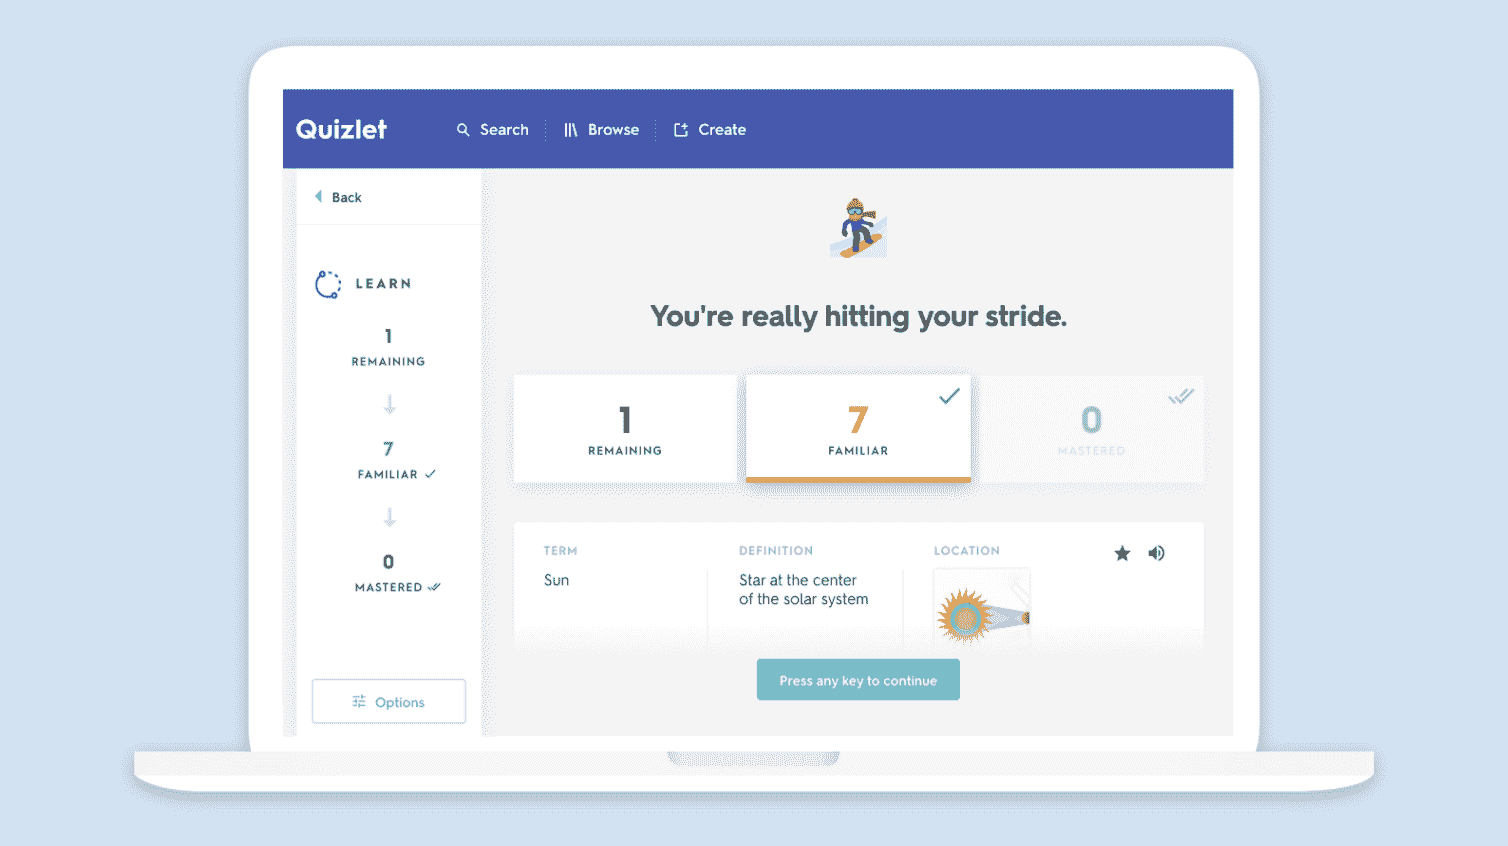 Quizlet
Search
Browse
Create
Back
LEARN
1
REMAINING
7
FAMILIAR
0
MASTERED
Options
You're really hitting your stride.
1
REMAINING
7
FAMILIAR
0
MASTERED
TERM
Sun
DEFINITION
Star at the center
of the solar system
LOCATION
Press any key to continue